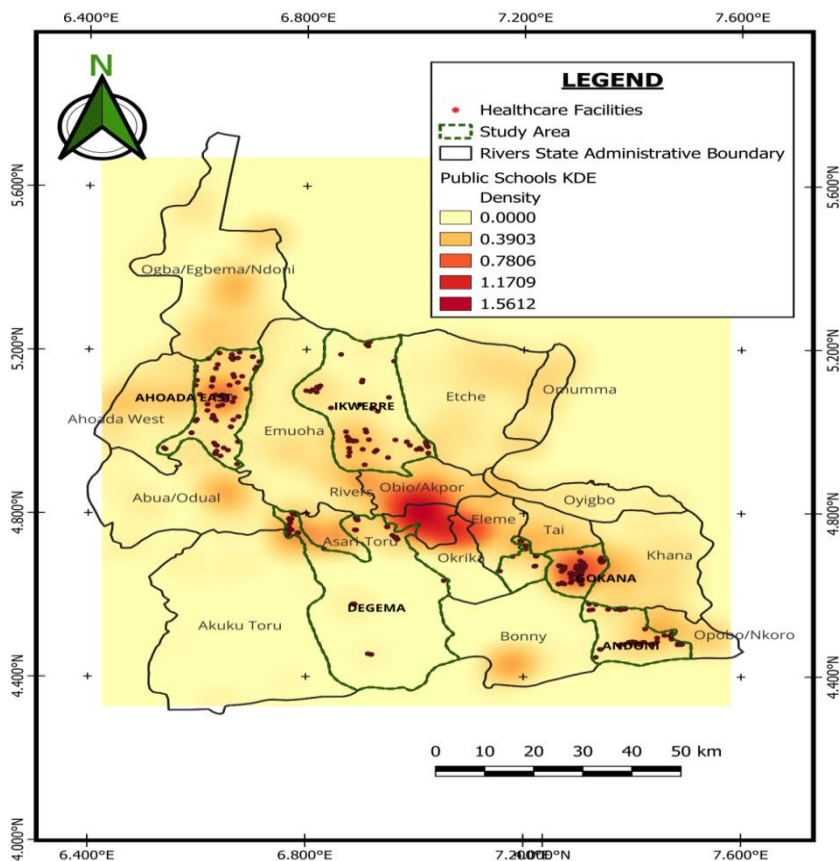 6.400°E 6.800°E 7.200°E 7.600°E
N
LEGEND
Healthcare Facilities
Study Area
Rivers State Administrative Boundary
Public Schools KDE
Density
0.0000
0.3903
0.7806
1.1709
1.5612
5.600°N 5.600°N
Ogba/Egbema/Ndoni
5.200°N 5.200°N
AHOADA EAST
IKWERRE
Etche
Omumma
Ahoada West
Emuoha
Abua/Odual
Rivers
Obio/Akpor
Oyigbo
4.800°N 4.800°N
Eleme
Tai
Asari Toru
Okrika
Khana
GOKANA
Akuku Toru
DEGEMA
Bonny
Opobo/Nkoro
ANDONI
4.400°N 4.400°N
0 10 20 30 40 50 km
4.000°N
6.400°E 6.800°E 7.200°E 7.600°E